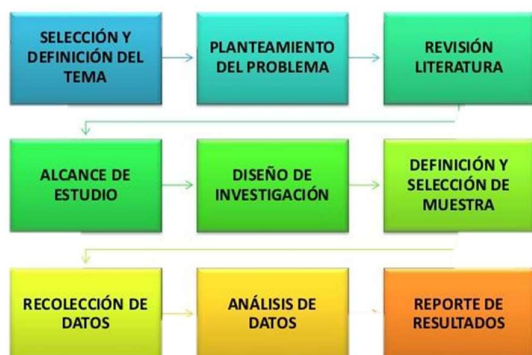 SELECCIÓN Y
DEFINICIÓN DEL
TEMA
PLANTEAMIENTO
DEL PROBLEMA
REVISIÓN
LITERATURA
ALCANCE DE
ESTUDIO
DISEÑO DE
INVESTIGACIÓN
DEFINICIÓN Y
SELECCIÓN DE
MUESTRA
RECOLECCIÓN DE
DATOS
ANÁLISIS DE
DATOS
REPORTE DE
RESULTADOS